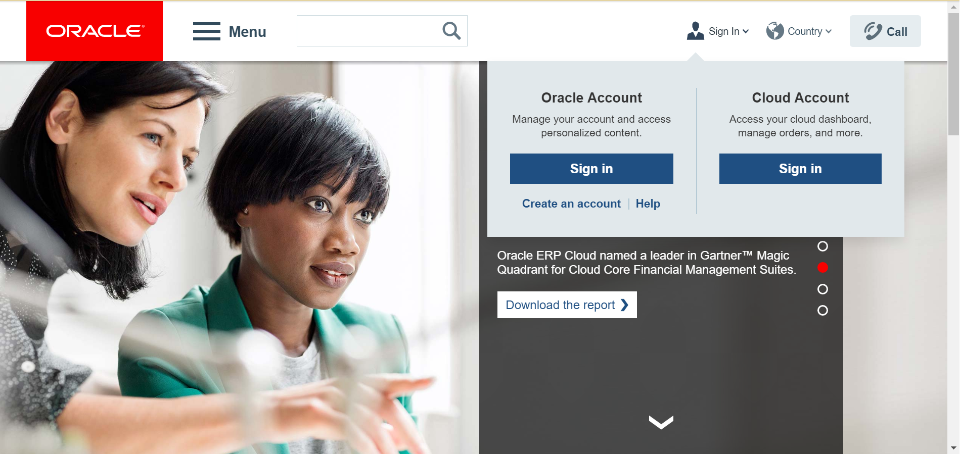 ORACLE®
Menu
Sign In
Country
Call
Oracle Account
Manage your account and access
personalized content.
Sign in
Create an account | Help
Cloud Account
Access your cloud dashboard,
manage orders, and more.
Sign in
Oracle ERP Cloud named a leader in Gartner™ Magic
Quadrant for Cloud Core Financial Management Suites.
Download the report ❯